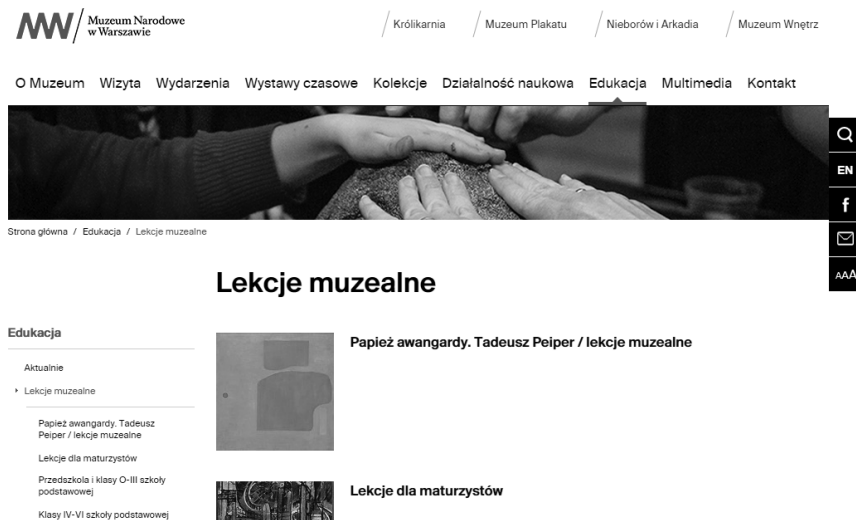 Muzeum Narodowe
w Warszawie
Królikarnia
Muzeum Plakatu
Nieborów i Arkadia
Muzeum Wnętrz
O Muzeum Wizyta Wydarzenia Wystawy czasowe Kolekcje Działalność naukowa Edukacja Multimedia Kontakt
EN
f
AAA
Strona główna / Edukacja / Lekcje muzealne
Lekcje muzealne
Edukacja
Aktualnie
Lekcje muzealne
Papież awangardy. Tadeusz
Peiper / lekcje muzealne
Lekcje dla maturzystów
Przedszkola i klasy O-III szkoły
podstawowej
Klasy IV-VI szkoły podstawowej
Papież awangardy. Tadeusz Peiper / lekcje muzealne
Lekcje dla maturzystów